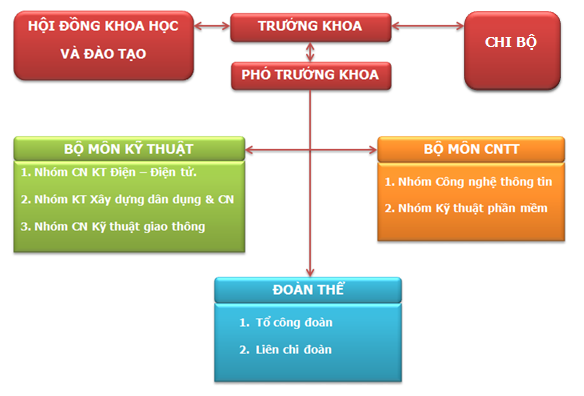 HỘI ĐỒNG KHOA HỌC
VÀ ĐÀO TẠO
TRƯỞNG KHOA
CHI BỘ
PHÓ TRƯỞNG KHOA
BỘ MÔN KỸ THUẬT
1. Nhóm CN KT Điện – Điện tử.
2. Nhóm KT Xây dựng dân dụng & CN
3. Nhóm CN Kỹ thuật giao thông
BỘ MÔN CNTT
1. Nhóm Công nghệ thông tin
2. Nhóm Kỹ thuật phần mềm
ĐOÀN THỂ
1. Tổ công đoàn
2. Liên chi đoàn